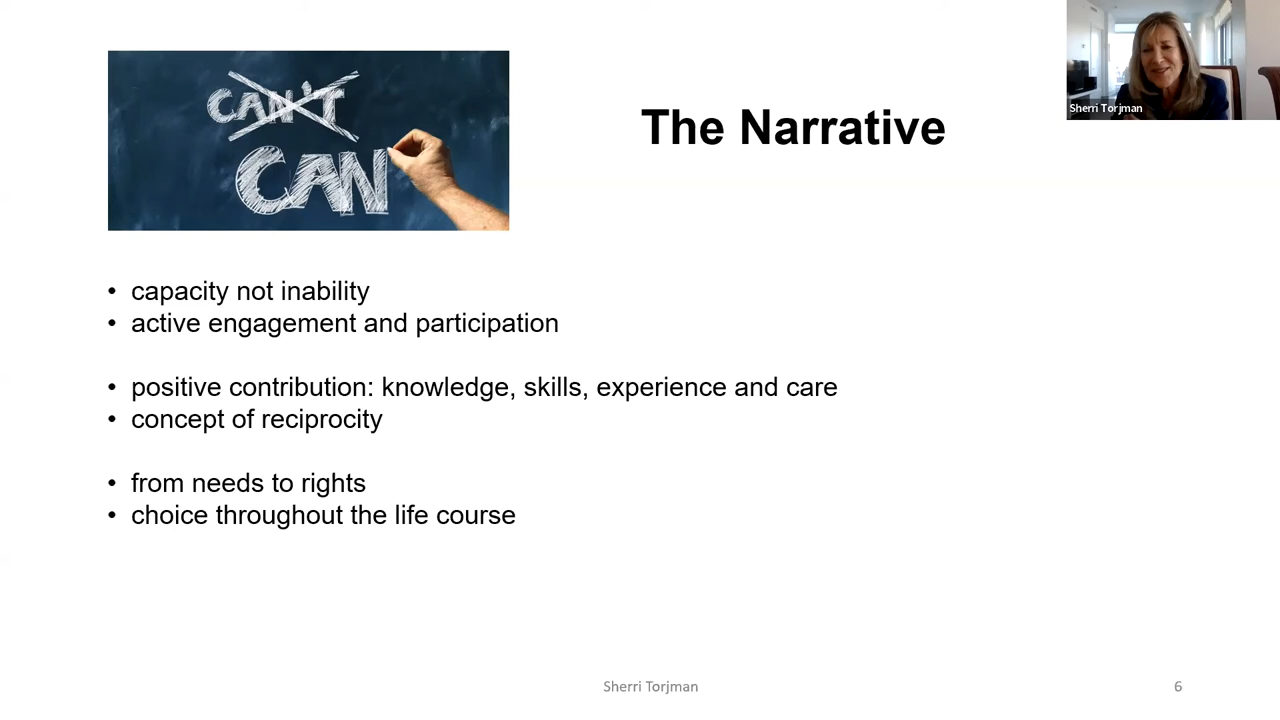 CAN'T
CAN
The Narrative
Sherri Torjman
• capacity not inability
• active engagement and participation
• positive contribution: knowledge, skills, experience and care
• concept of reciprocity
• from needs to rights
• choice throughout the life course
Sherri Torjman
6